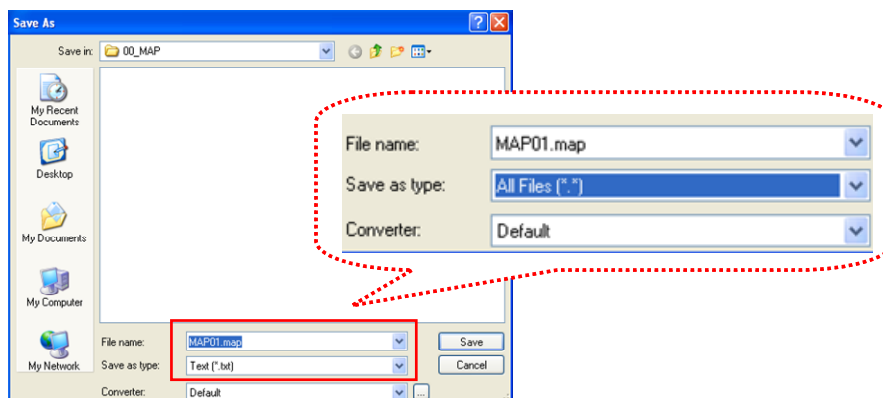 Save As
Save in: 00_MAP
My Recent
Documents
Desktop
My Documents
My Computer
My Network
File name: MAP01.map
Save as type: All Files (*.*)
Converter: Default
File name: MAP01.map Save
Save as type: Text (*.txt) Cancel
Converter: Default ...